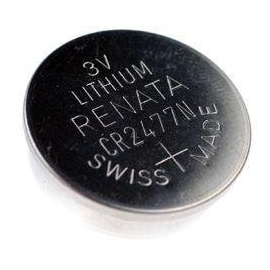 3V
LITHIUM
RENATA
CR2477N
+
SWISS MADE